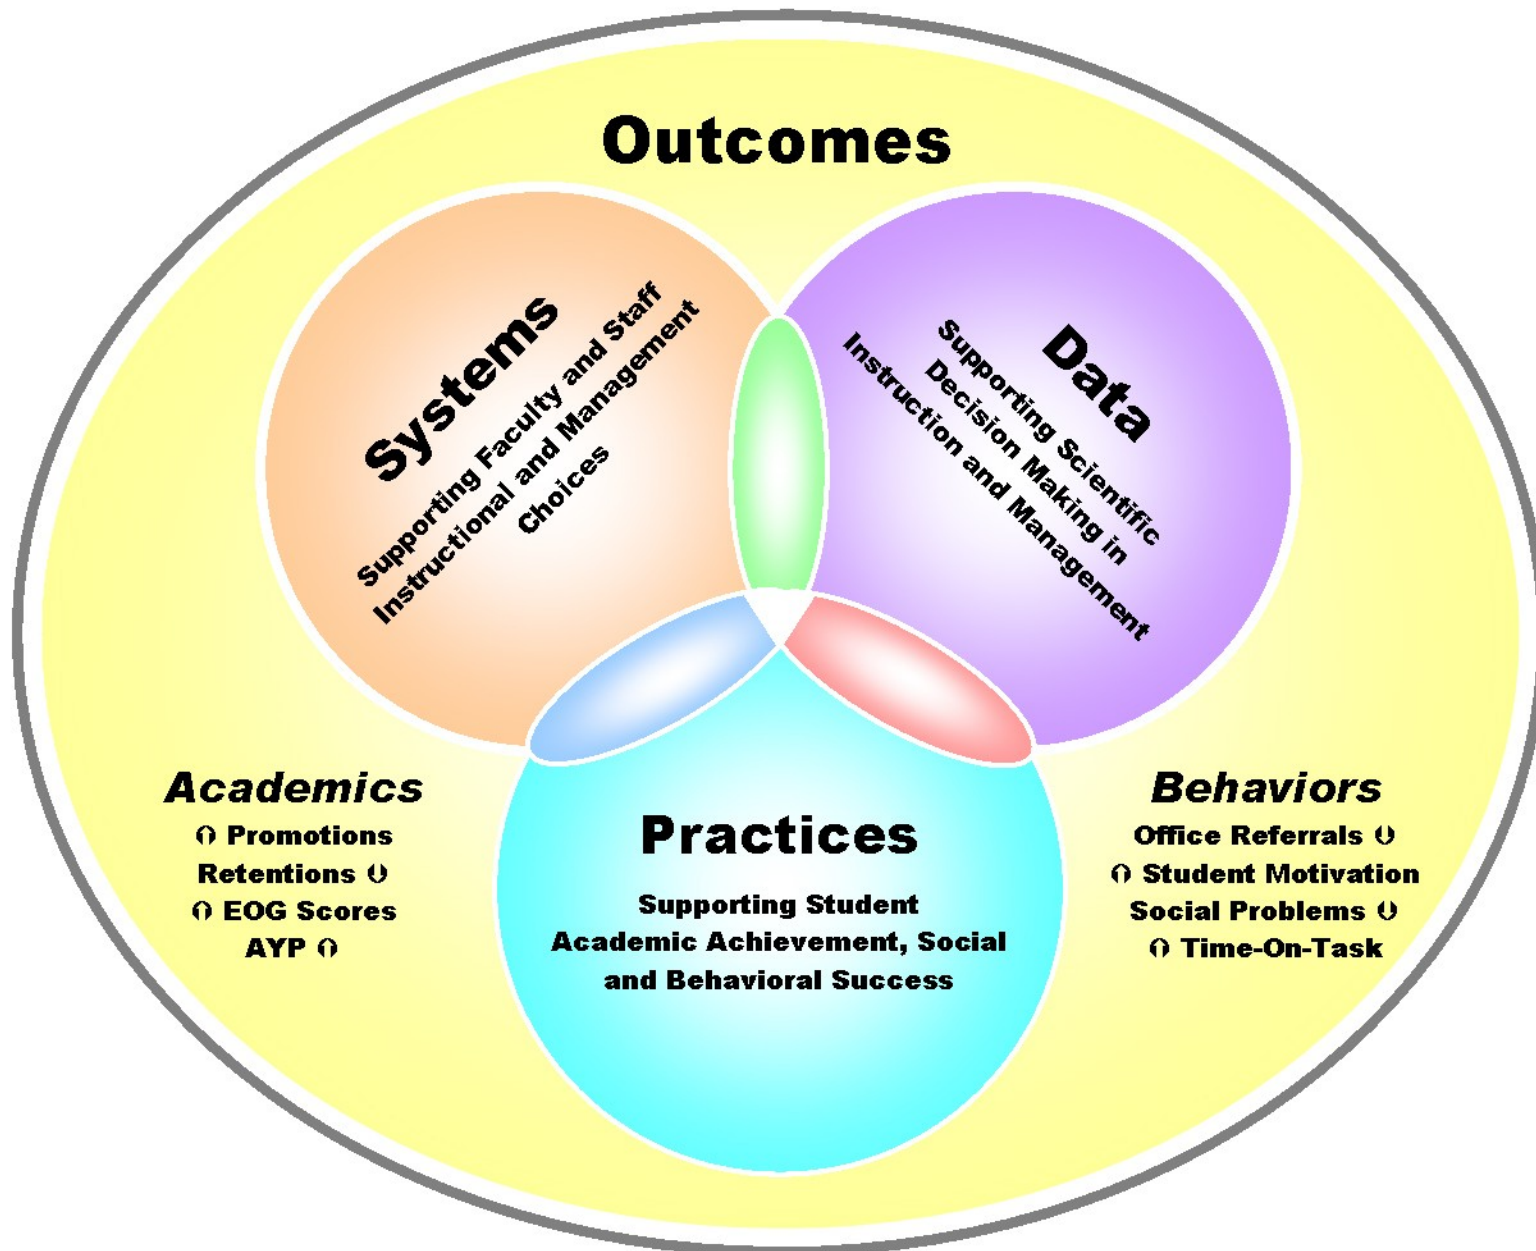 Outcomes
Systems
Supporting Faculty and Staff
Instructional and Management
Choices
Data
Supporting Scientific
Decision Making in
Instruction and Management
Academics
∩ Promotions
Retentions ∪
∩ EOG Scores
AYP ∩
Practices
Supporting Student
Academic Achievement, Social
and Behavioral Success
Behaviors
Office Referrals ∪
∩ Student Motivation
Social Problems ∪
∩ Time-On-Task